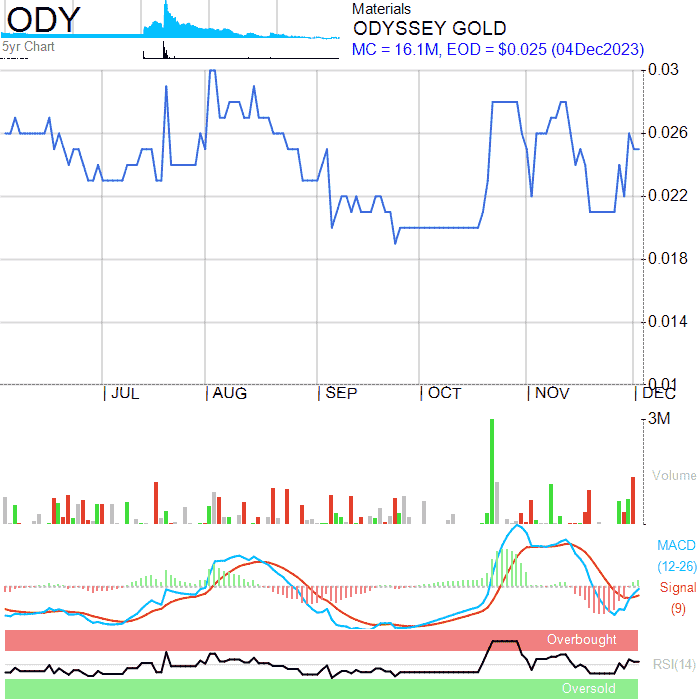 ODY
5yr Chart
Materials
ODYSSEY GOLD
MC = 16.1M, EOD = $0.025 (04Dec2023)
0.03
0.026
0.022
0.018
0.014
0.01
JUL AUG SEP OCT NOV DEC
3M
Volume
MACD
(12-26)
Signal
(9)
Overbought
RSI(14)
Oversold